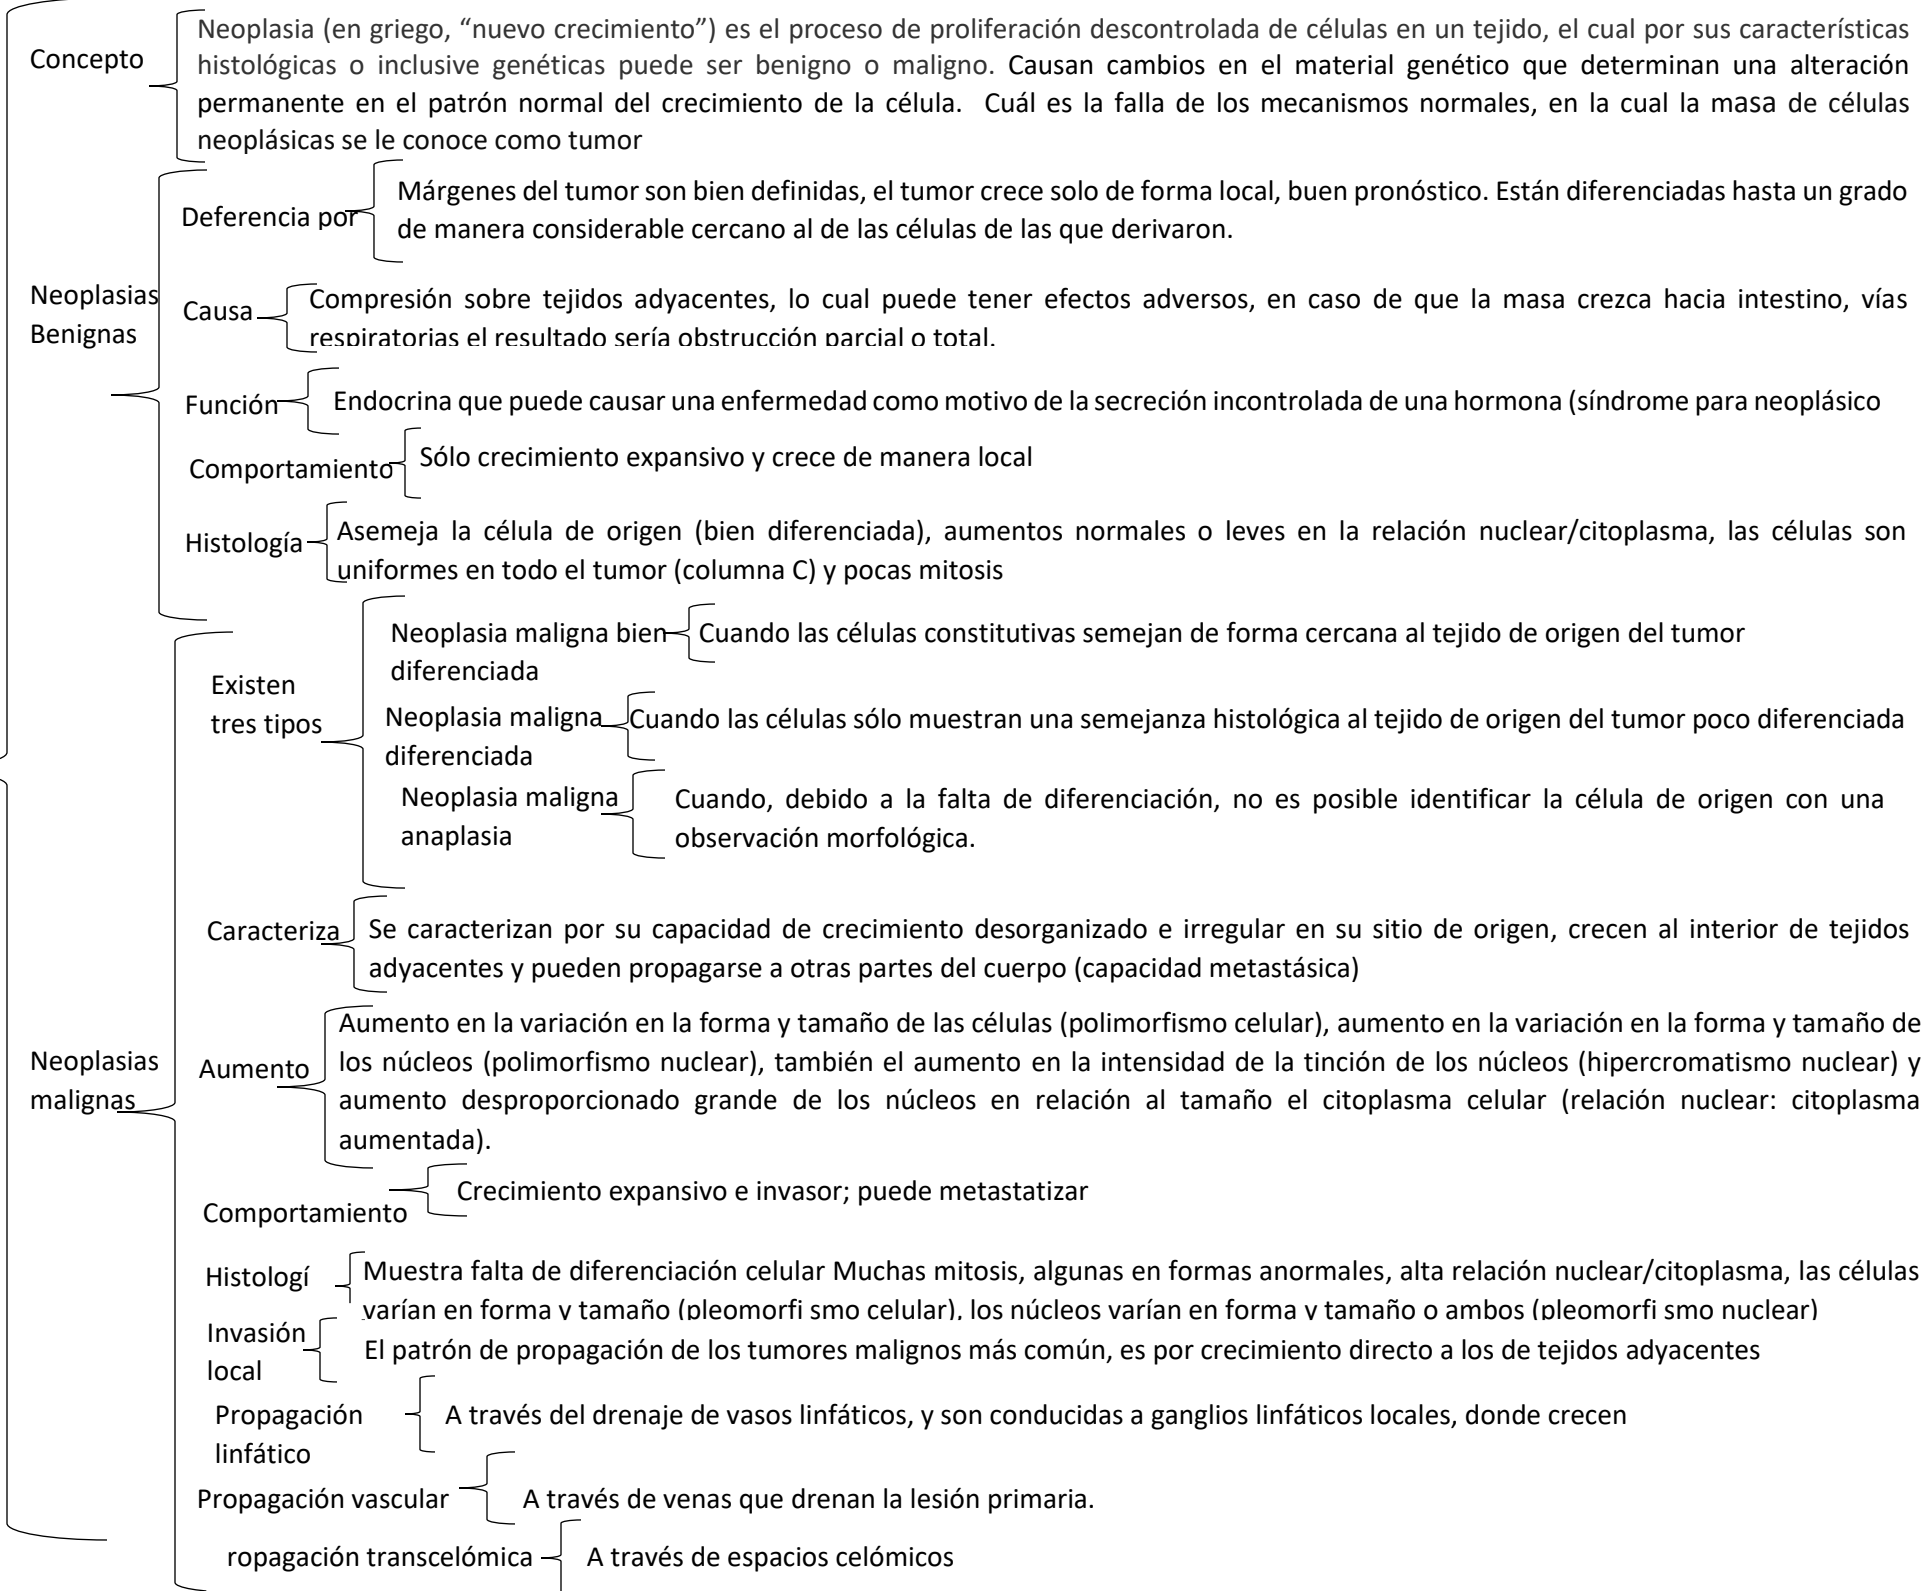 Concepto
Neoplasia (en griego, “nuevo crecimiento”) es el proceso de proliferación descontrolada de células en un tejido, el cual por sus características
histológicas o inclusive genéticas puede ser benigno o maligno. Causan cambios en el material genético que determinan una alteración
permanente en el patrón normal del crecimiento de la célula. Cuál es la falla de los mecanismos normales, en la cual la masa de células
neoplásicas se le conoce como tumor
Neoplasias
Benignas
Deferencia por
Márgenes del tumor son bien definidas, el tumor crece solo de forma local, buen pronóstico. Están diferenciadas hasta un grado
de manera considerable cercano al de las células de las que derivaron.
Causa
Compresión sobre tejidos adyacentes, lo cual puede tener efectos adversos, en caso de que la masa crezca hacia intestino, vías
respiratorias el resultado sería obstrucción parcial o total.
Función
Endocrina que puede causar una enfermedad como motivo de la secreción incontrolada de una hormona (síndrome para neoplásico
Comportamiento
Sólo crecimiento expansivo y crece de manera local
Histología
Asemeja la célula de origen (bien diferenciada), aumentos normales o leves en la relación nuclear/citoplasma, las células son
uniformes en todo el tumor (columna C) y pocas mitosis
Neoplasias
malignas
Existen
tres tipos
Neoplasia maligna bien
diferenciada
Cuando las células constitutivas semejan de forma cercana al tejido de origen del tumor
Neoplasia maligna
diferenciada
Cuando las células sólo muestran una semejanza histológica al tejido de origen del tumor poco diferenciada
Neoplasia maligna
anaplasia
Cuando, debido a la falta de diferenciación, no es posible identificar la célula de origen con una
observación morfológica.
Caracteriza
Se caracterizan por su capacidad de crecimiento desorganizado e irregular en su sitio de origen, crecen al interior de tejidos
adyacentes y pueden propagarse a otras partes del cuerpo (capacidad metastásica)
Aumento
Aumento en la variación en la forma y tamaño de las células (polimorfismo celular), aumento en la variación en la forma y tamaño de
los núcleos (polimorfismo nuclear), también el aumento en la intensidad de la tinción de los núcleos (hipercromatismo nuclear) y
aumento desproporcionado grande de los núcleos en relación al tamaño el citoplasma celular (relación nuclear: citoplasma
aumentada).
Comportamiento
Crecimiento expansivo e invasor; puede metastatizar
Histologí
Muestra falta de diferenciación celular Muchas mitosis, algunas en formas anormales, alta relación nuclear/citoplasma, las células
varían en forma y tamaño (pleomorfi smo celular), los núcleos varían en forma y tamaño o ambos (pleomorfi smo nuclear)
Invasión
local
El patrón de propagación de los tumores malignos más común, es por crecimiento directo a los de tejidos adyacentes
Propagación
linfático
A través del drenaje de vasos linfáticos, y son conducidas a ganglios linfáticos locales, donde crecen
Propagación vascular
A través de venas que drenan la lesión primaria.
ropagación transcelómica
A través de espacios celómicos